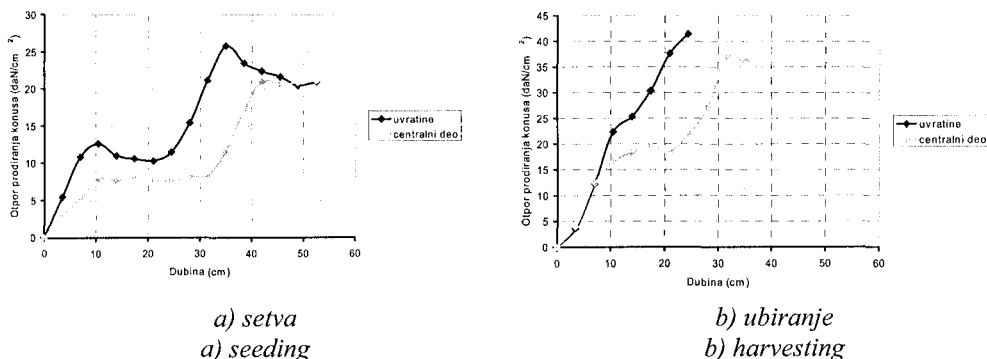 Otpor prodiranja konusa (daN/cm²)
30
25
20
15
10
5
0
0 10 20 30 40 50 60
Dubina (cm)
uvratine
centralni deo
a) setva
a) seeding
Otpor prodiranja konusa (daN/cm²)
45
40
35
30
25
20
15
10
5
0
0 10 20 30 40 50 60
Dubina (cm)
uvratine
centralni deo
b) ubiranje
b) harvesting